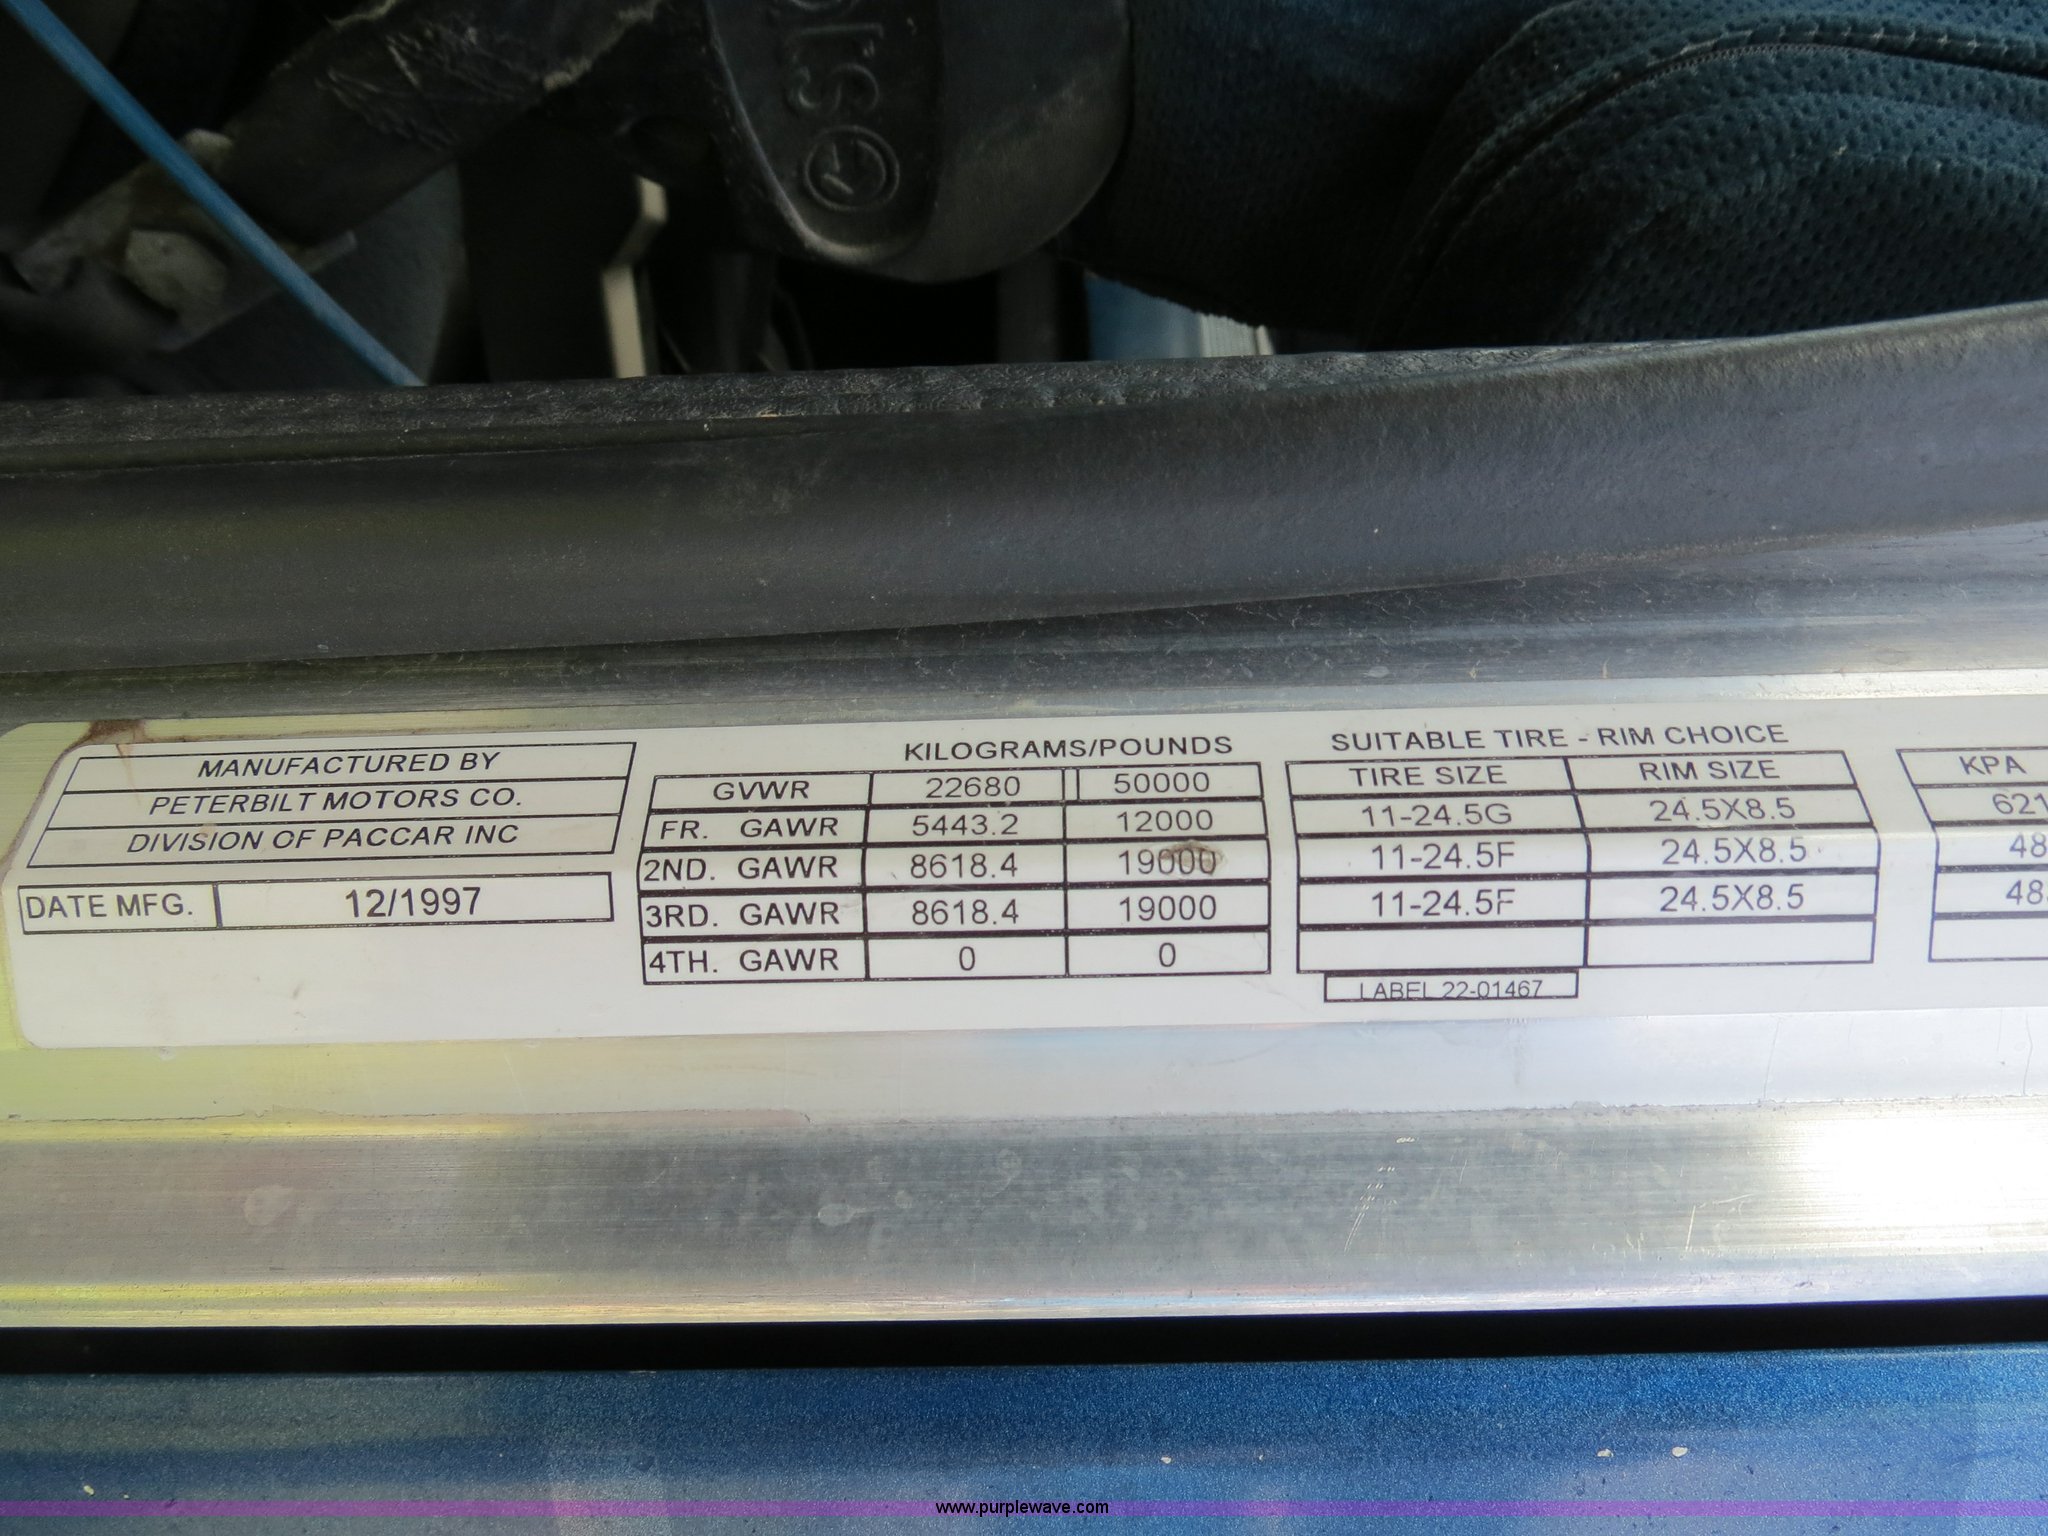 MANUFACTURED BY
PETERBILT MOTORS CO.
DIVISION OF PACCAR INC
DATE MFG. 12/1997
KILOGRAMS/POUNDS
GVWR 22680 50000
FR. GAWR 5443.2 12000
2ND. GAWR 8618.4 19000
3RD. GAWR 8618.4 19000
4TH. GAWR 0 0
SUITABLE TIRE - RIM CHOICE
TIRE SIZE RIM SIZE
11-24.5G 24.5X8.5
11-24.5F 24.5X8.5
11-24.5F 24.5X8.5
LABEL 22-01467
KPA
621
48
48
www.purplewave.com